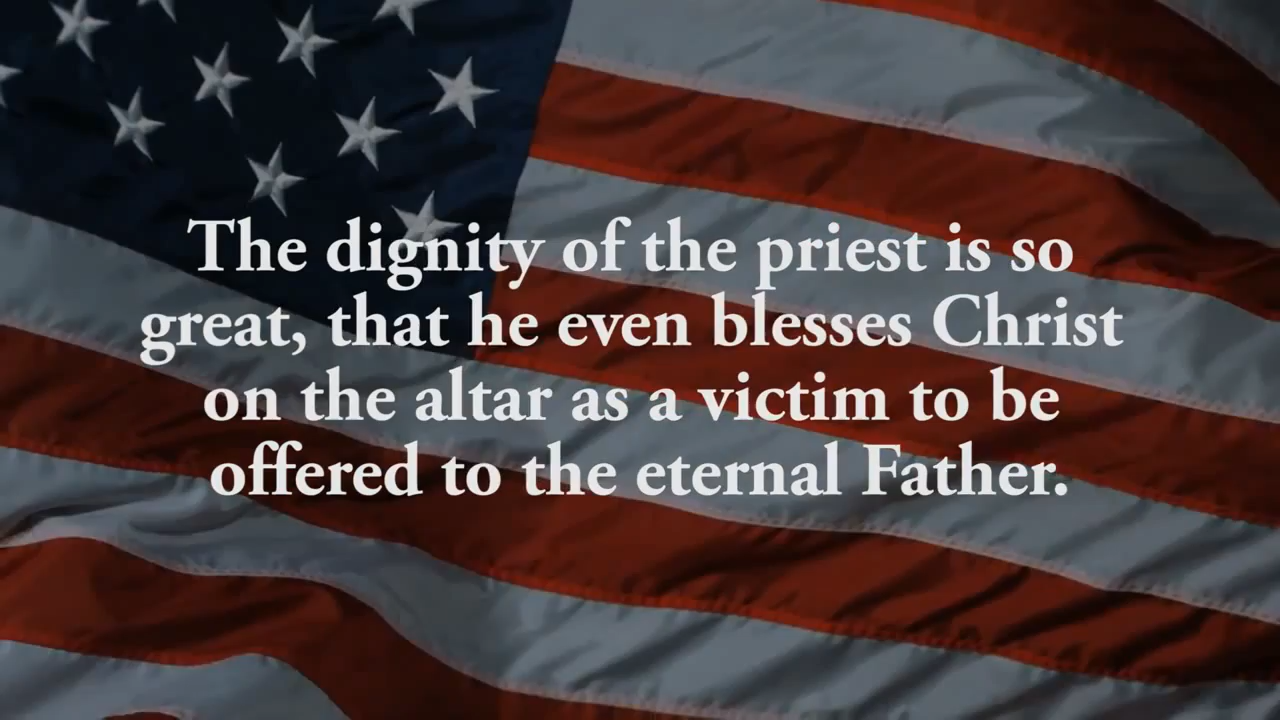 The dignity of the priest is so
great, that he even blesses Christ
on the altar as a victim to be
offered to the eternal Father.